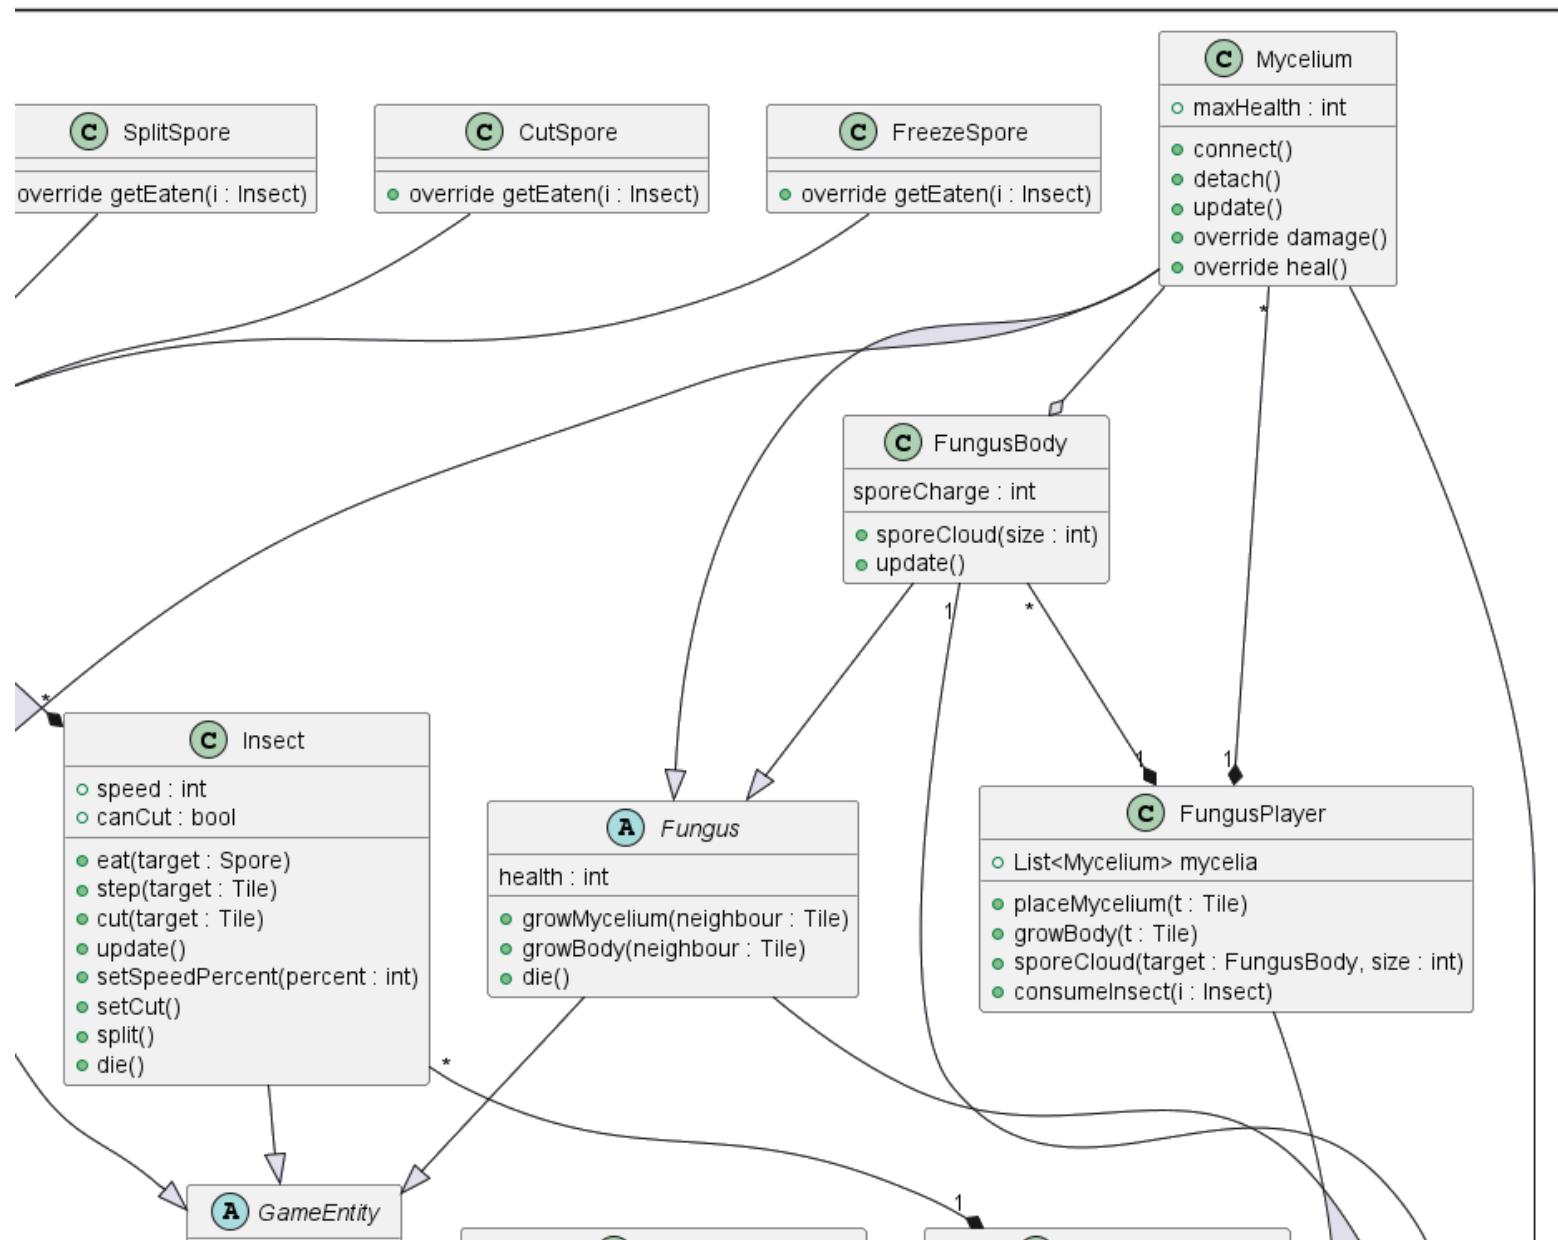 C Mycelium
maxHealth : int
connect()
detach()
update()
override damage()
override heal()
C SplitSpore
override getEaten(i : Insect)
C CutSpore
override getEaten(i : Insect)
C FreezeSpore
override getEaten(i : Insect)
*
C FungusBody
sporeCharge : int
sporeCloud(size : int)
update()
1
*
*
C Insect
speed : int
canCut : bool
eat(target : Spore)
step(target : Tile)
cut(target : Tile)
update()
setSpeedPercent(percent : int)
setCut()
split()
die()
*
A Fungus
health : int
growMycelium(neighbour : Tile)
growBody(neighbour : Tile)
die()
1
1
C FungusPlayer
List<Mycelium> mycelia
placeMycelium(t : Tile)
growBody(t : Tile)
sporeCloud(target : FungusBody, size : int)
consumeInsect(i : Insect)
A GameEntity
1